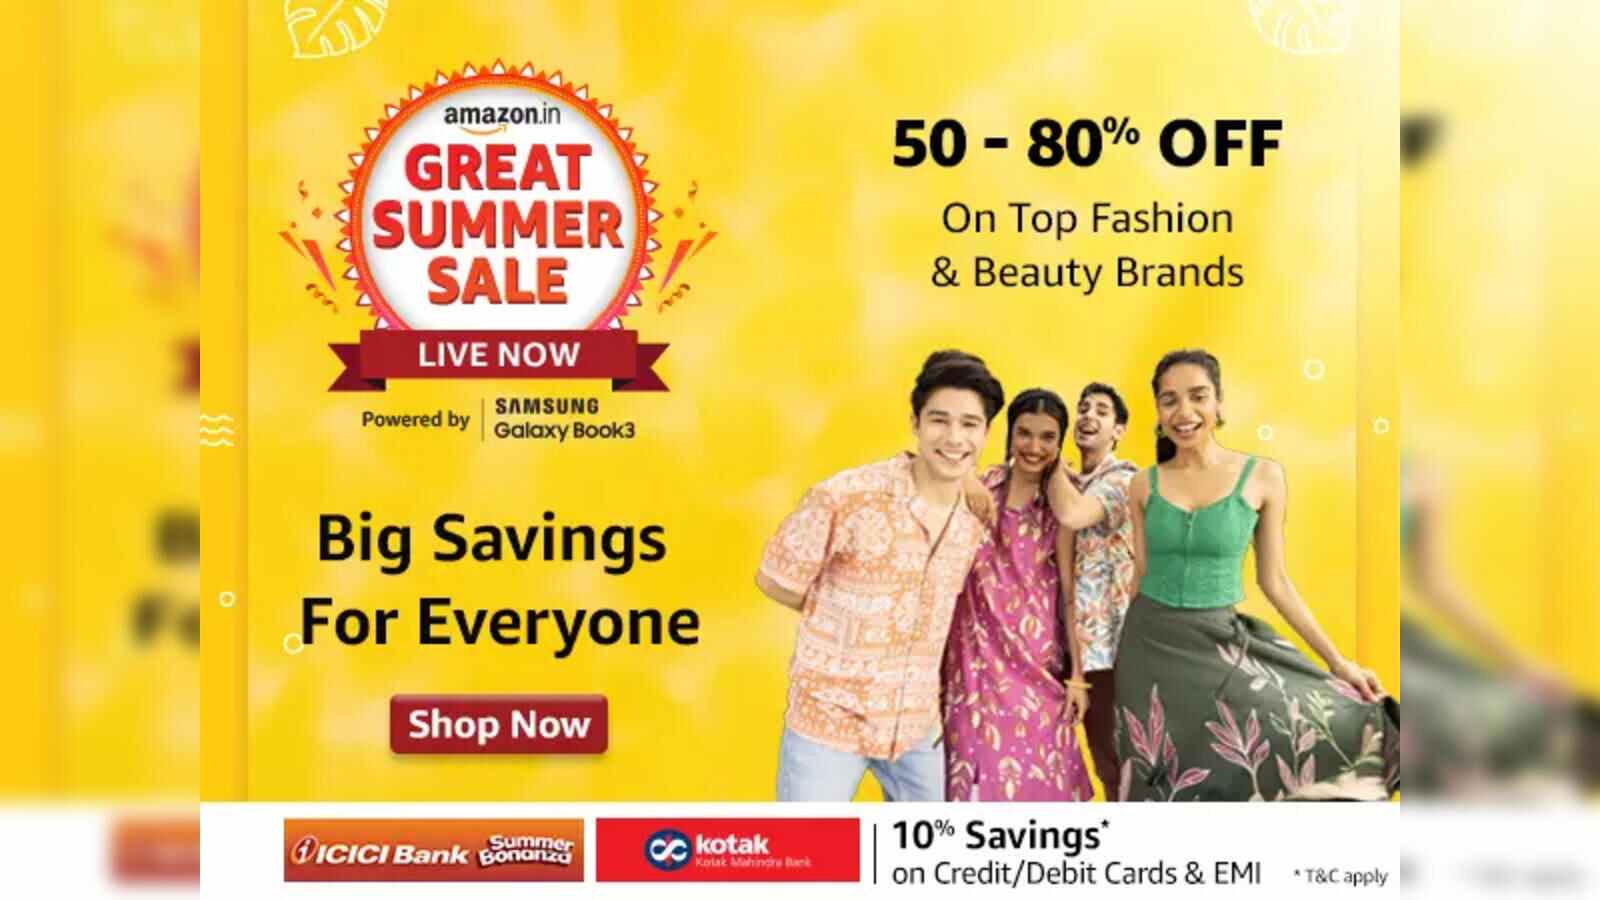 amazon.in
GREAT
SUMMER
SALE
LIVE NOW
Powered by
SAMSUNG
Galaxy Book3
50 - 80% OFF
On Top Fashion
& Beauty Brands
Big Savings
For Everyone
Shop Now
ICICI Bank
Summer
Bonanza
kotak
Kotak Mahindra Bank
10% Savings*
on Credit/Debit Cards & EMI
* T&C apply